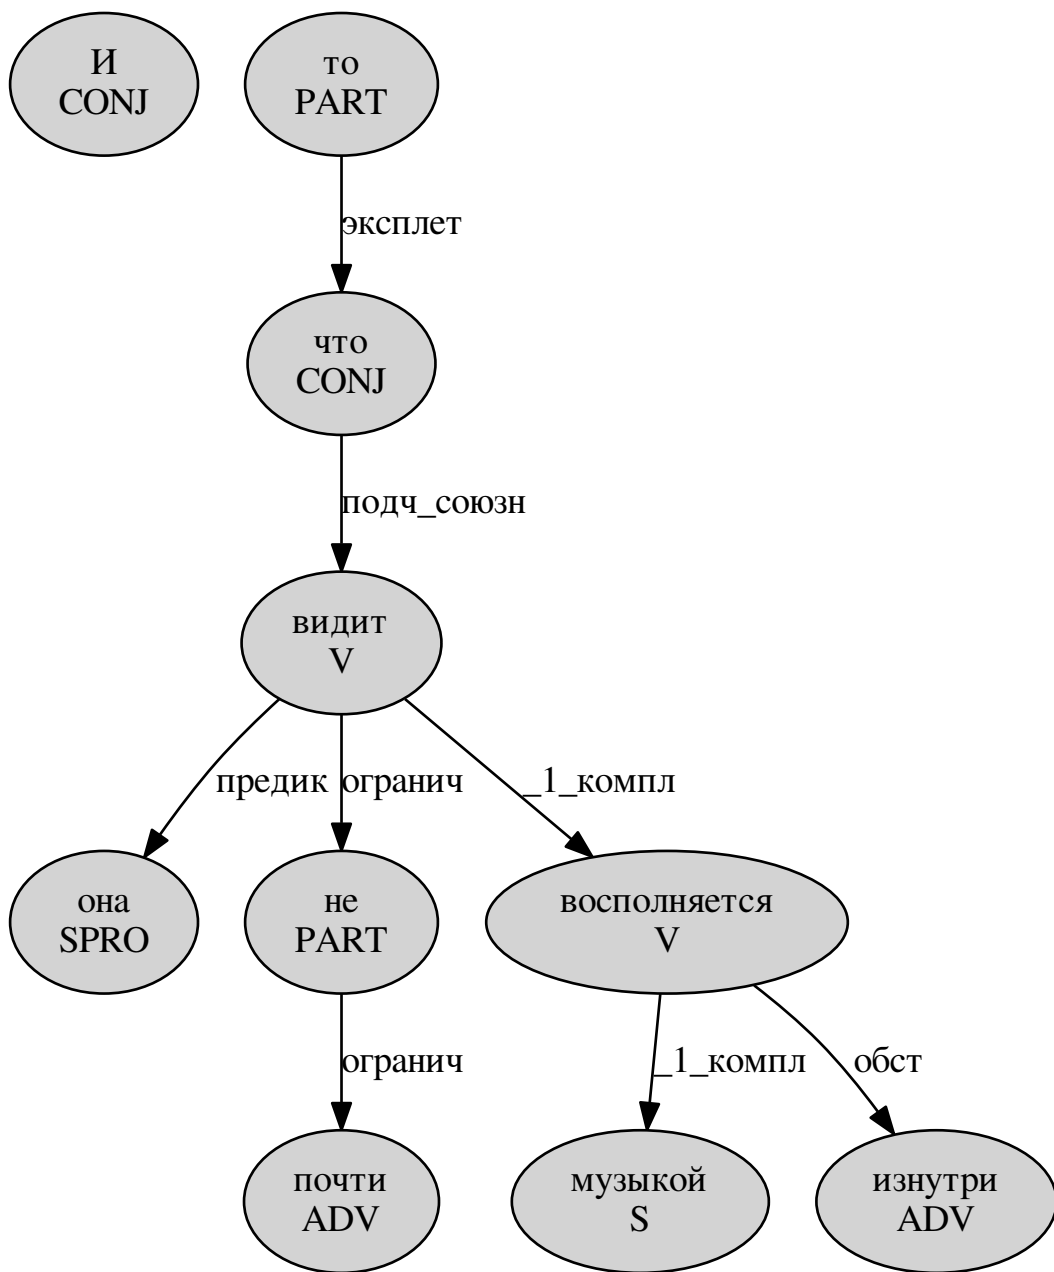 И
CONJ
то
PART
эксплет
что
CONJ
подч_союзн
видит
V
предик
огранич
_1_компл
она
SPRO
не
PART
восполняется
V
огранич
_1_компл
обст
почти
ADV
музыкой
S
изнутри
ADV